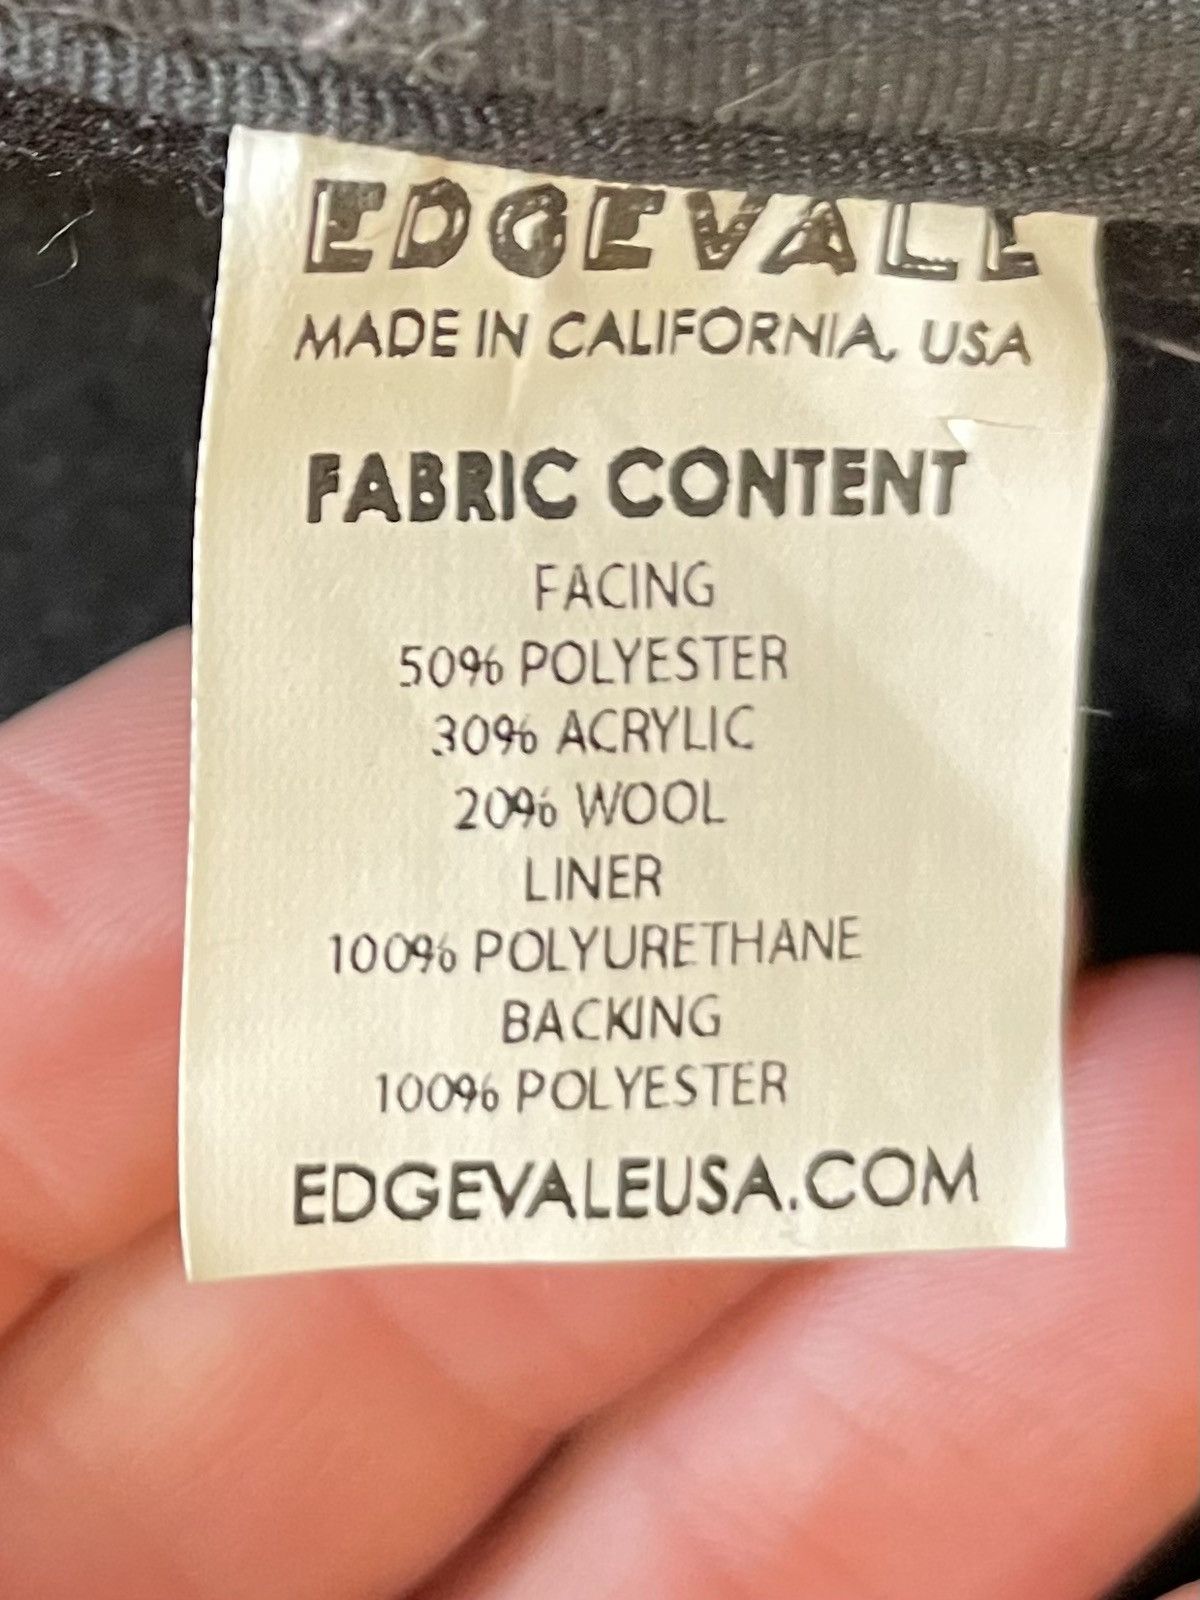 EDGEVALE
MADE IN CALIFORNIA, USA
FABRIC CONTENT
FACING
50% POLYESTER
30% ACRYLIC
20% WOOL
LINER
100% POLYURETHANE
BACKING
100% POLYESTER
EDGEVALEUSA.COM